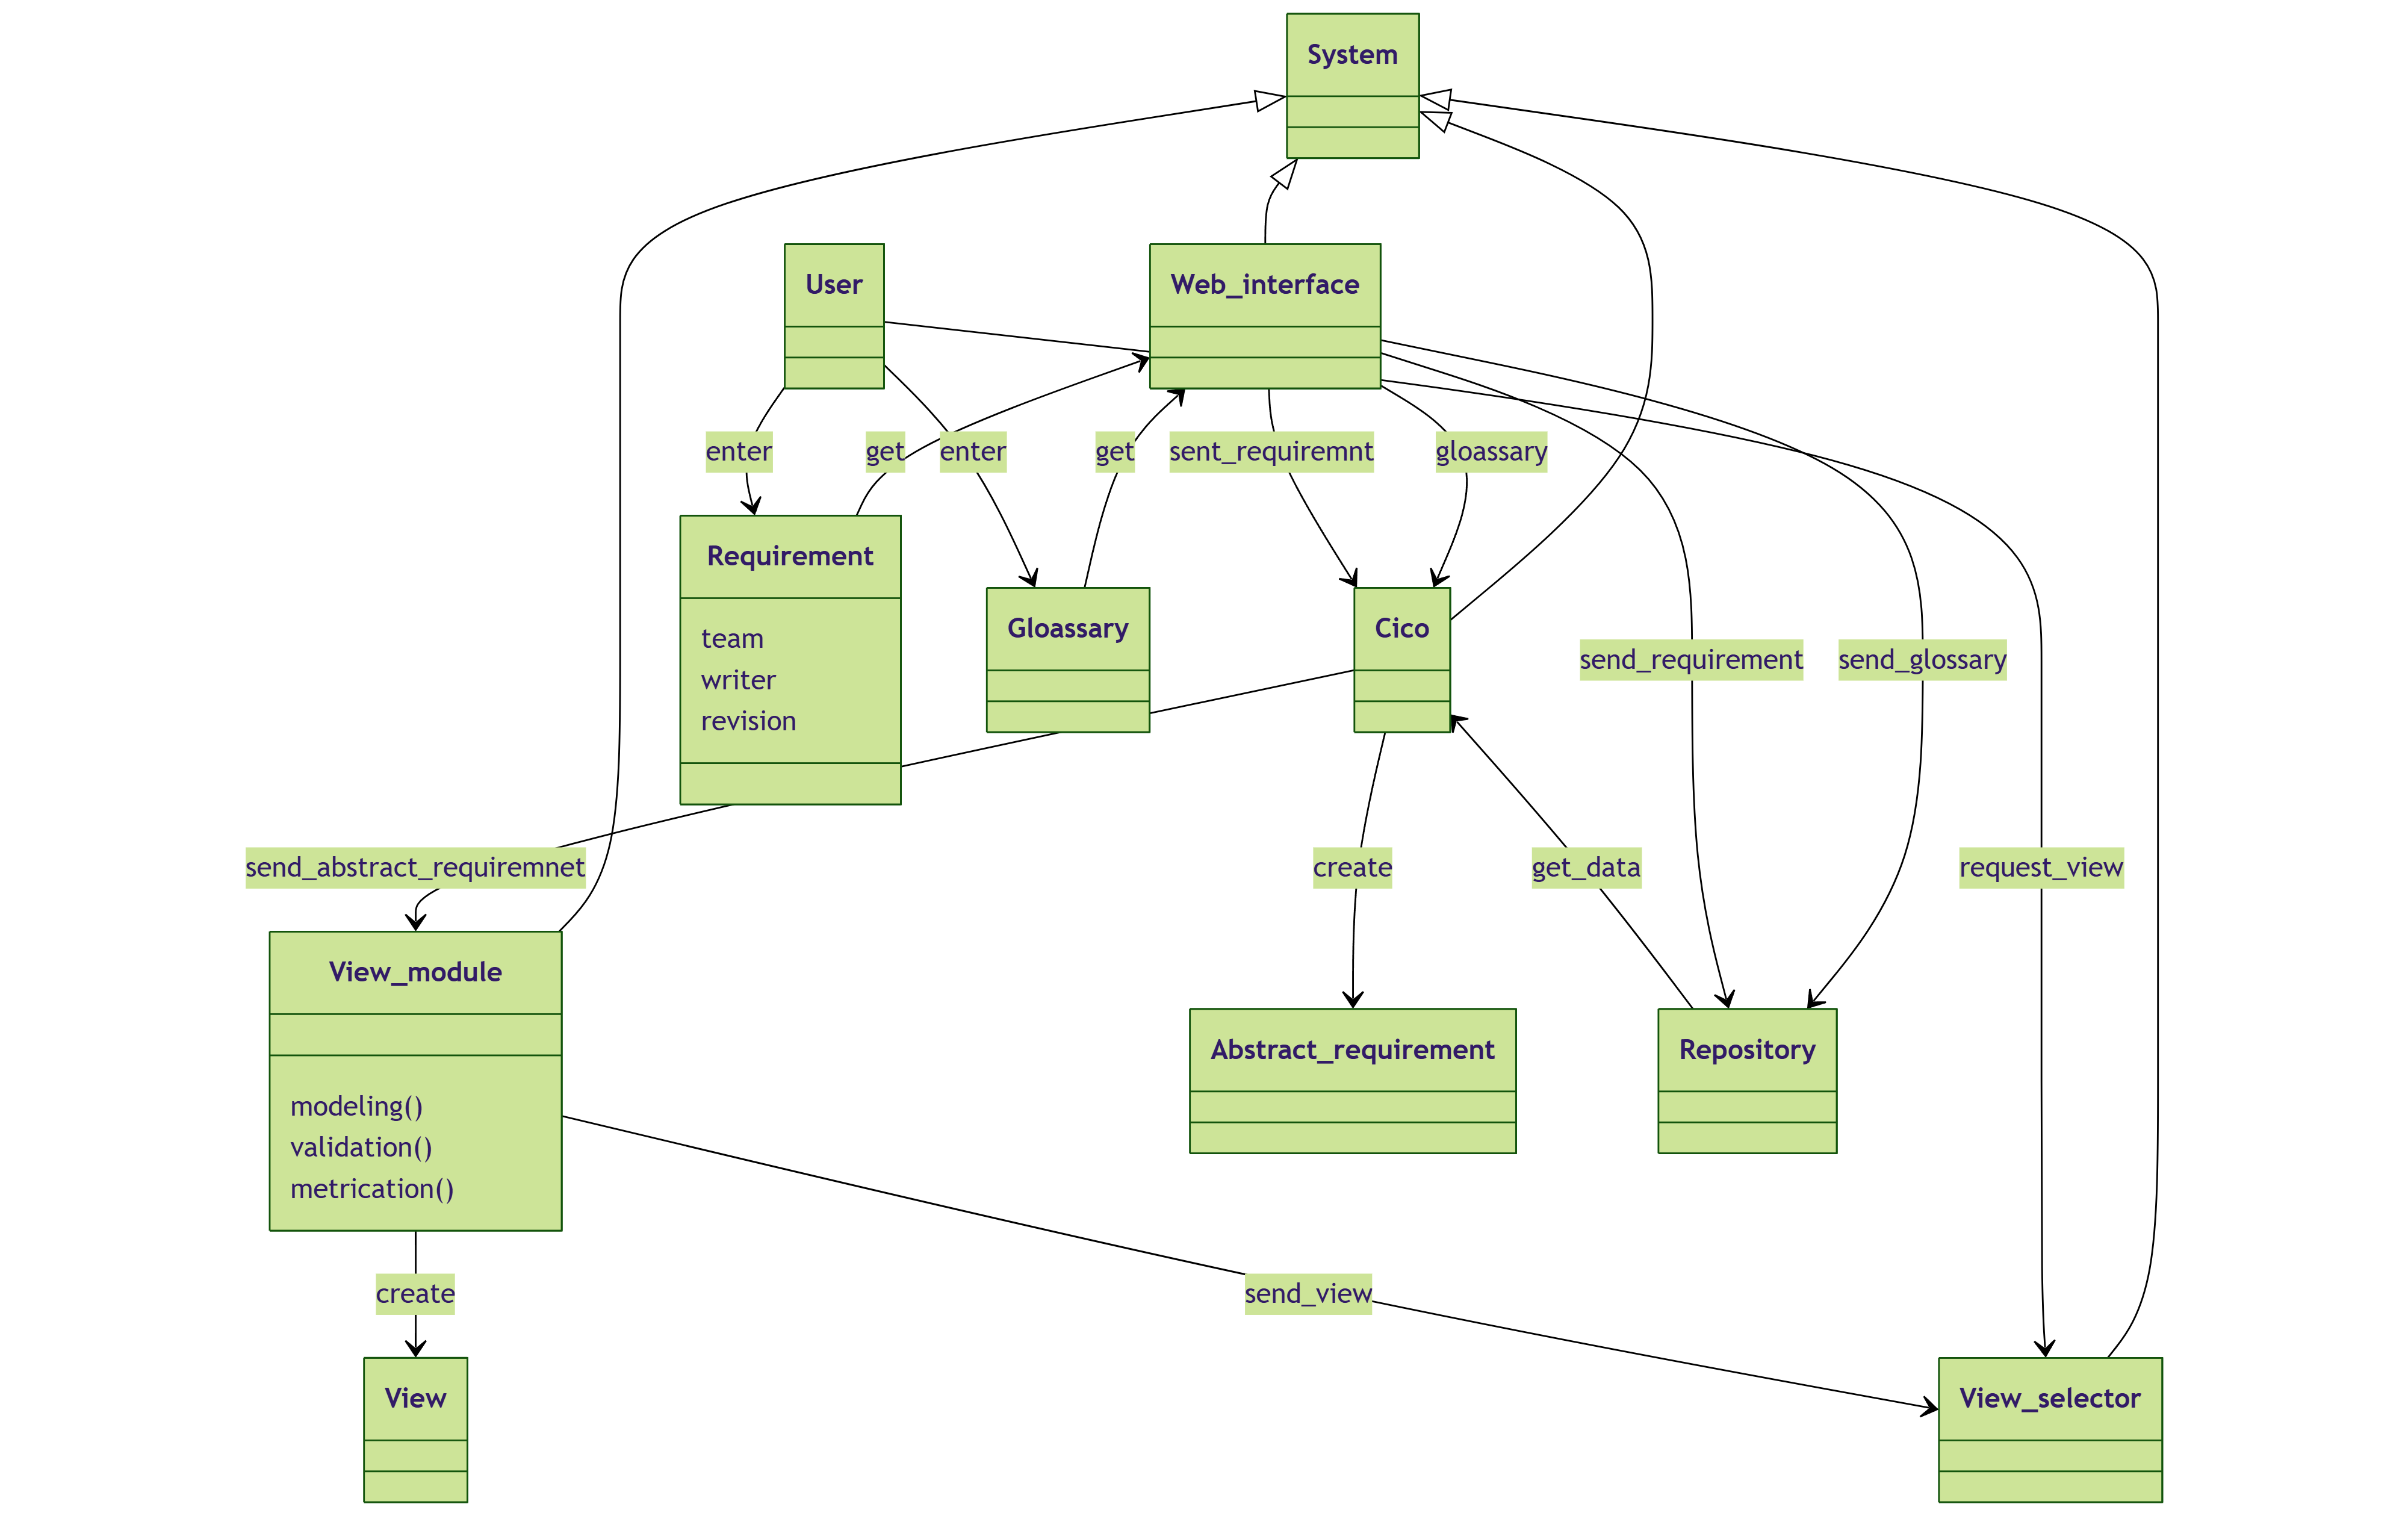 System
User
Web_interface
enter
get
enter
get
sent_requiremnt
gloassary
Requirement
team
writer
revision
Gloassary
Cico
send_requirement
send_glossary
send_abstract_requiremnet
create
get_data
request_view
View_module
modeling()
validation()
metrication()
Abstract_requirement
Repository
create
send_view
View
View_selector